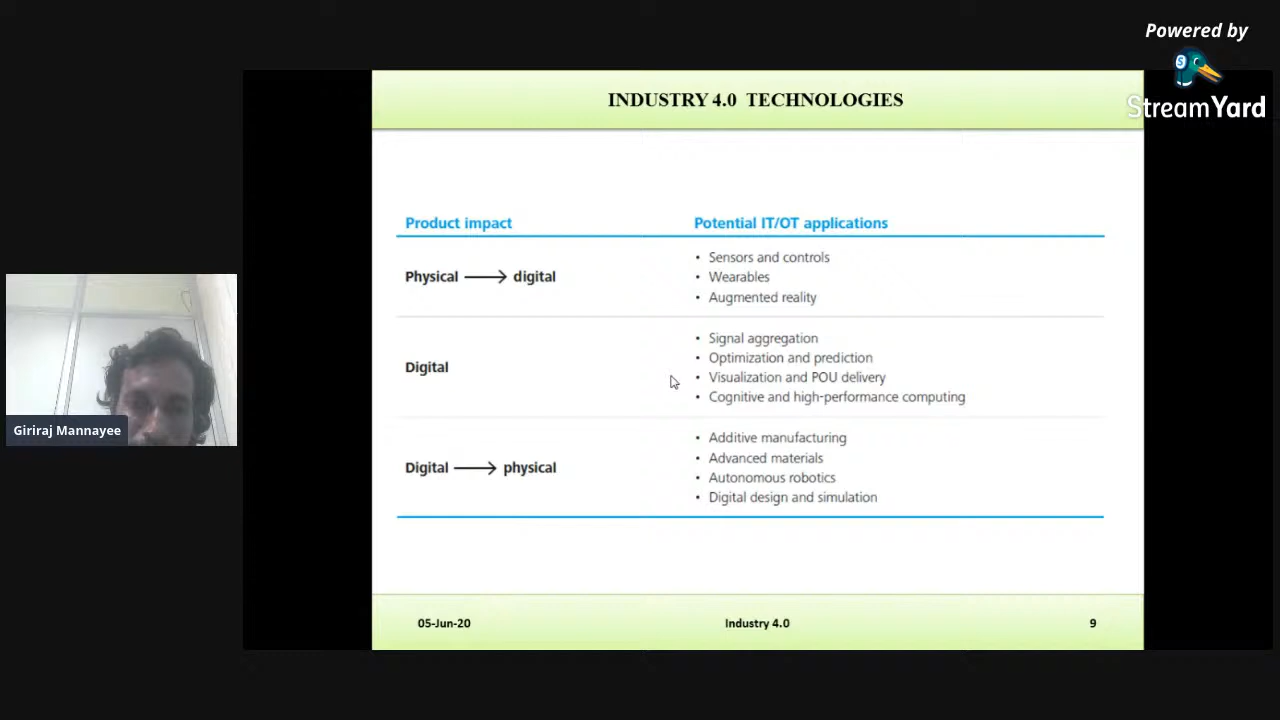 Powered by
StreamYard
INDUSTRY 4.0 TECHNOLOGIES
Product impact
Potential IT/OT applications
Physical → digital
• Sensors and controls
• Wearables
• Augmented reality
Digital
• Signal aggregation
• Optimization and prediction
• Visualization and POU delivery
• Cognitive and high-performance computing
Digital → physical
• Additive manufacturing
• Advanced materials
• Autonomous robotics
• Digital design and simulation
Giriraj Mannayee
05-Jun-20
Industry 4.0
9